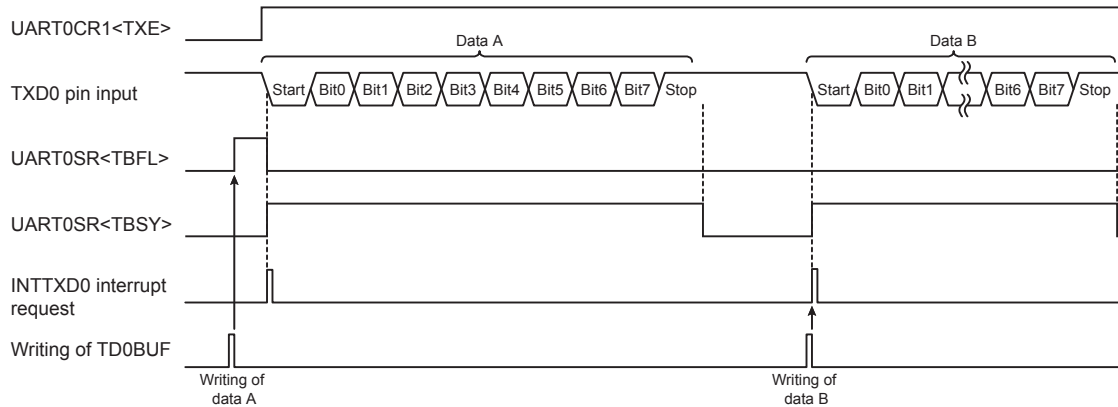 UART0CR1<TXE>
Data A
Data B
TXD0 pin input
Start Bit0 Bit1 Bit2 Bit3 Bit4 Bit5 Bit6 Bit7 Stop
Start Bit0 Bit1 Bit6 Bit7 Stop
UART0SR<TBFL>
UART0SR<TBSY>
INTTXD0 interrupt
request
Writing of TD0BUF
Writing of
data A
Writing of
data B